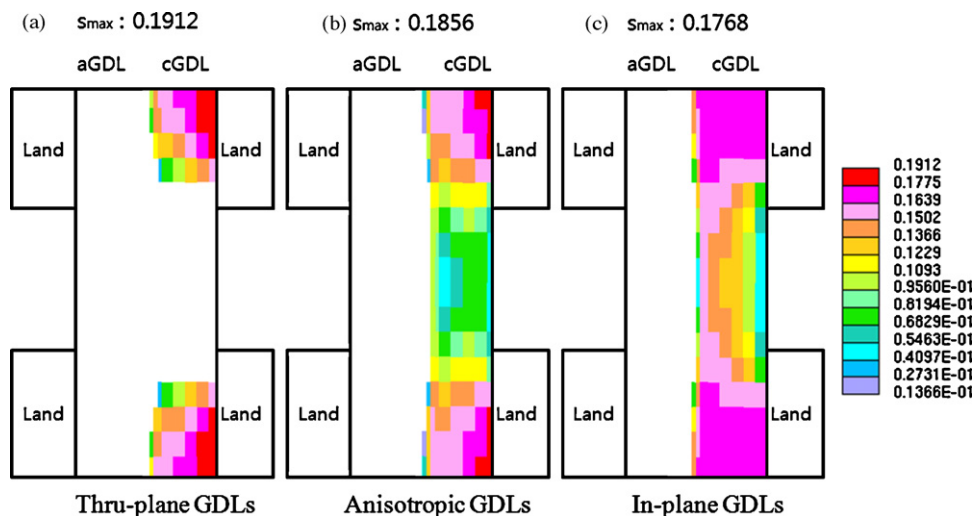 (a) smax : 0.1912
(b) smax : 0.1856
(c) smax : 0.1768
aGDL cGDL
aGDL cGDL
aGDL cGDL
Land Land
Land Land
Land Land
0.1912
0.1775
0.1639
0.1502
0.1366
0.1229
0.1093
0.9560E-01
0.8194E-01
0.6829E-01
0.5463E-01
0.4097E-01
0.2731E-01
0.1366E-01
Land Land
Land Land
Land Land
Thru-plane GDLs
Anisotropic GDLs
In-plane GDLs